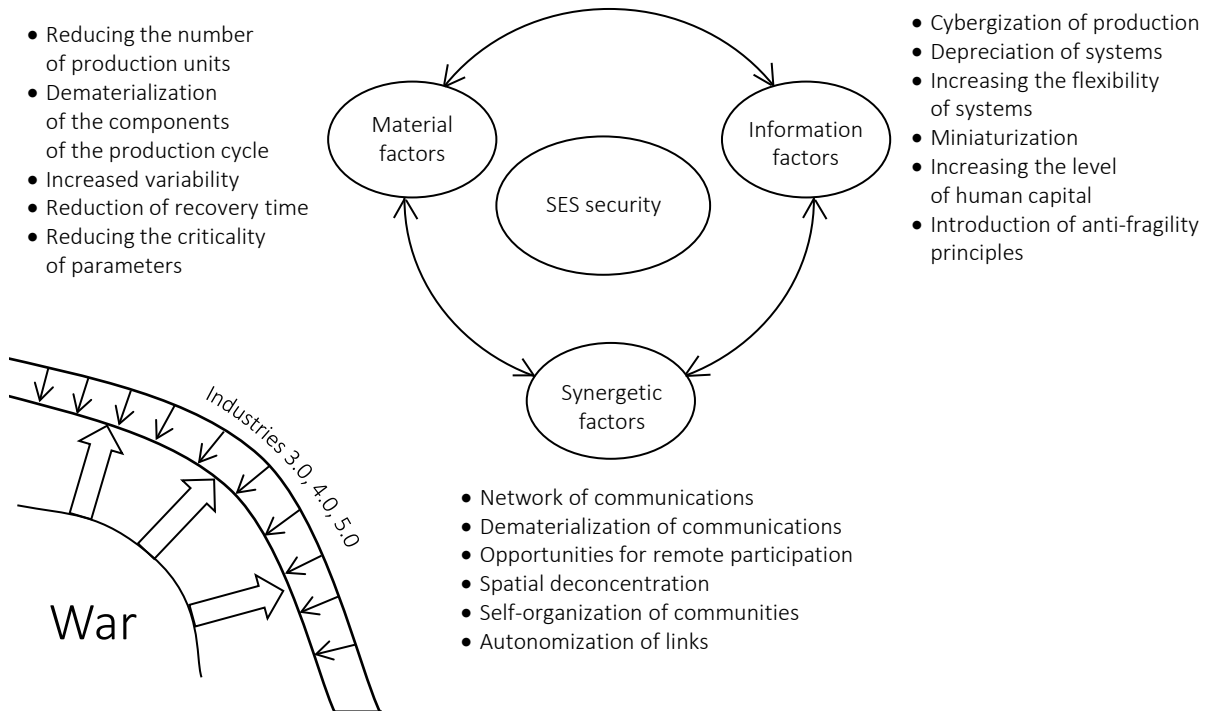 • Reducing the number
of production units
• Dematerialization
of the components
of the production cycle
• Increased variability
• Reduction of recovery time
• Reducing the criticality
of parameters
Material
factors
Information
factors
SES security
Synergetic
factors
• Cybergization of production
• Depreciation of systems
• Increasing the flexibility
of systems
• Miniaturization
• Increasing the level
of human capital
• Introduction of anti-fragility
principles
Industries 3.0, 4.0, 5.0
War
• Network of communications
• Dematerialization of communications
• Opportunities for remote participation
• Spatial deconcentration
• Self-organization of communities
• Autonomization of links